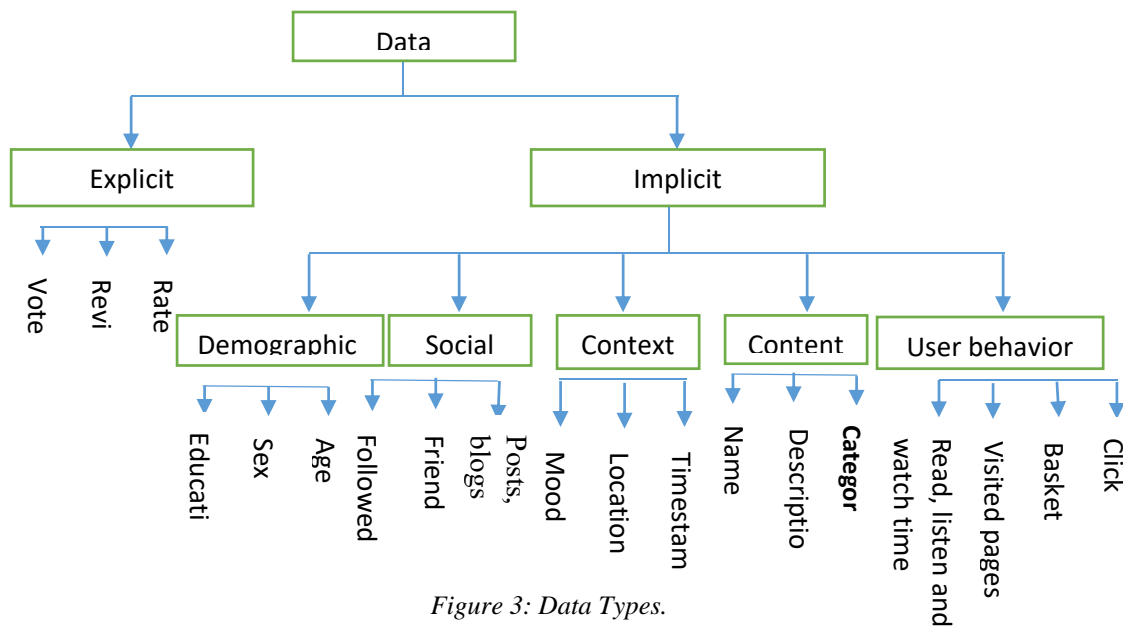 Data
Explicit
Implicit
Vote
Revi
Rate
Demographic
Social
Context
Content
User behavior
Educati
Sex
Age
Followed
Friend
Posts,
blogs
Mood
Location
Timestam
Name
Descriptio
Categor
Read, listen and
watch time
Visited pages
Basket
Click
Figure 3: Data Types.